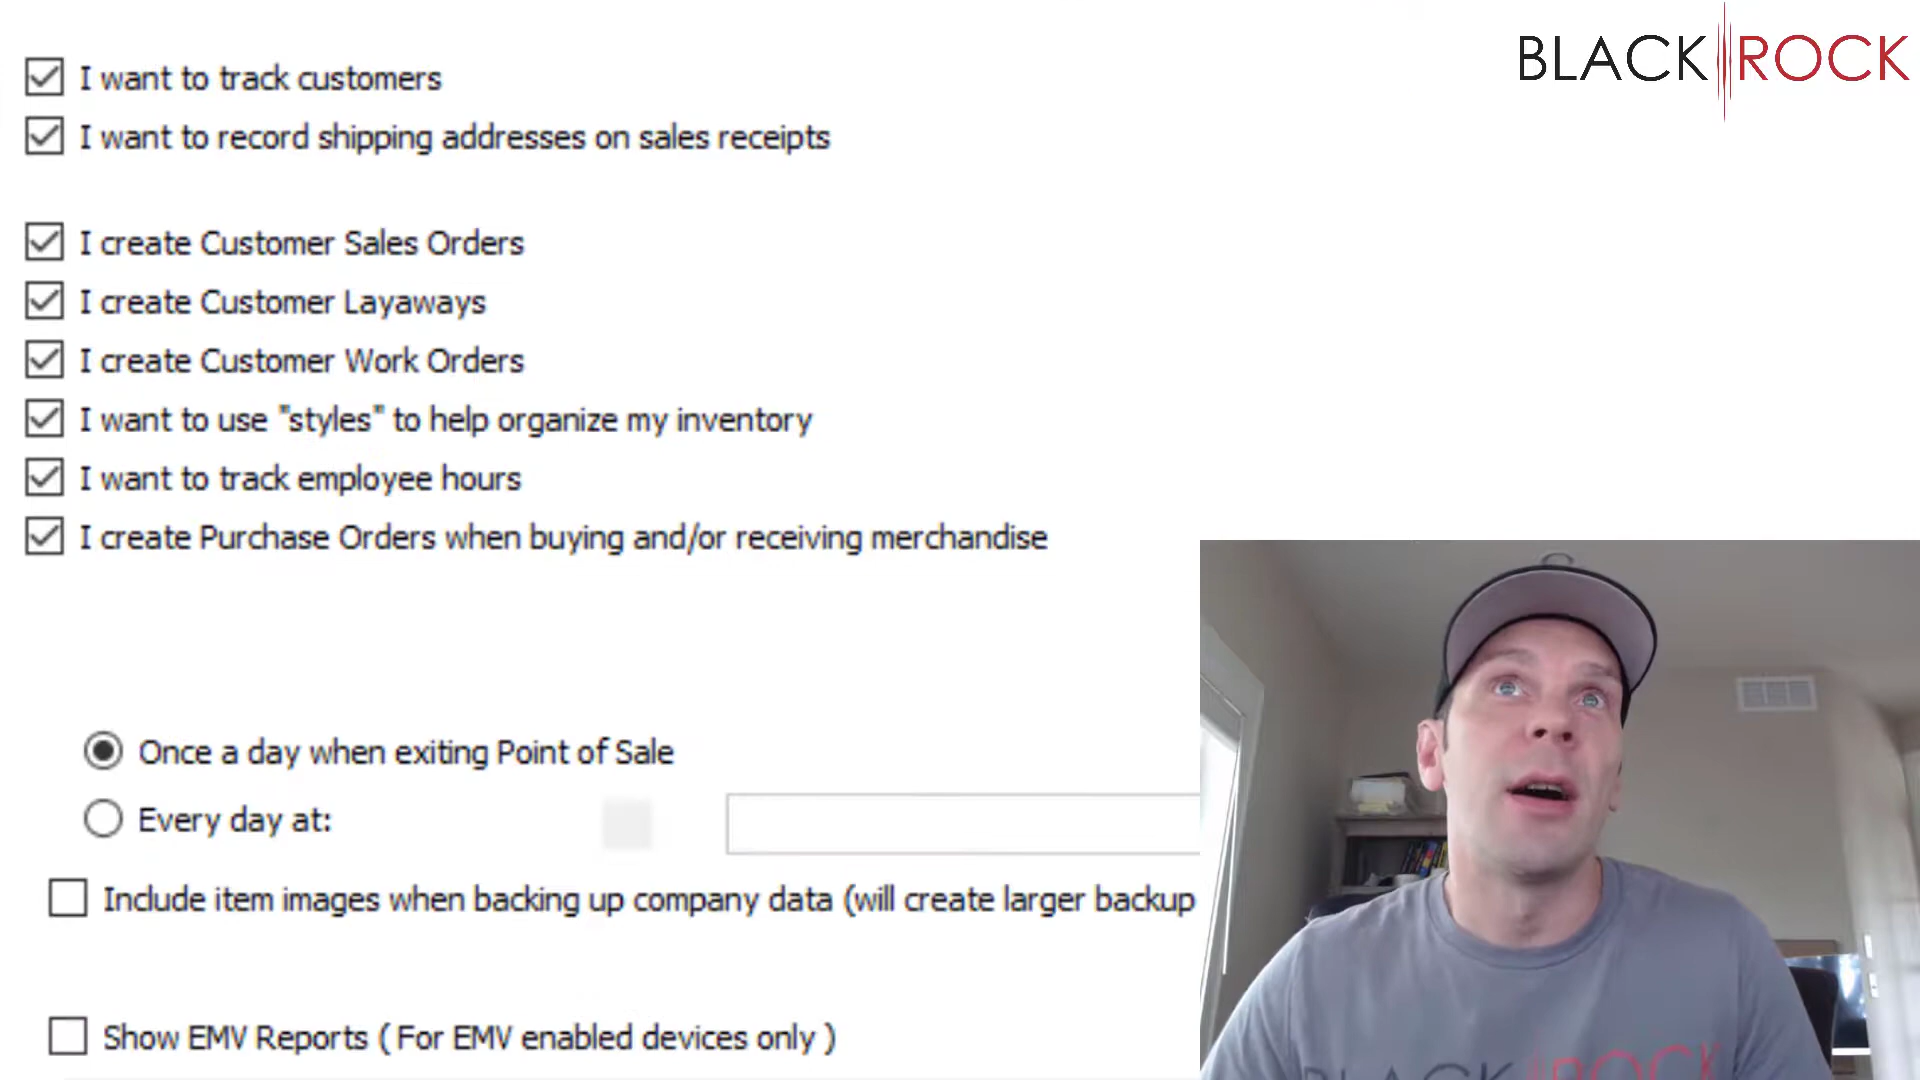 BLACK ROCK
I want to track customers
I want to record shipping addresses on sales receipts
I create Customer Sales Orders
I create Customer Layaways
I create Customer Work Orders
I want to use "styles" to help organize my inventory
I want to track employee hours
I create Purchase Orders when buying and/or receiving merchandise
Once a day when exiting Point of Sale
Every day at:
Include item images when backing up company data (will create larger backup
Show EMV Reports ( For EMV enabled devices only )
BLACK ROCK